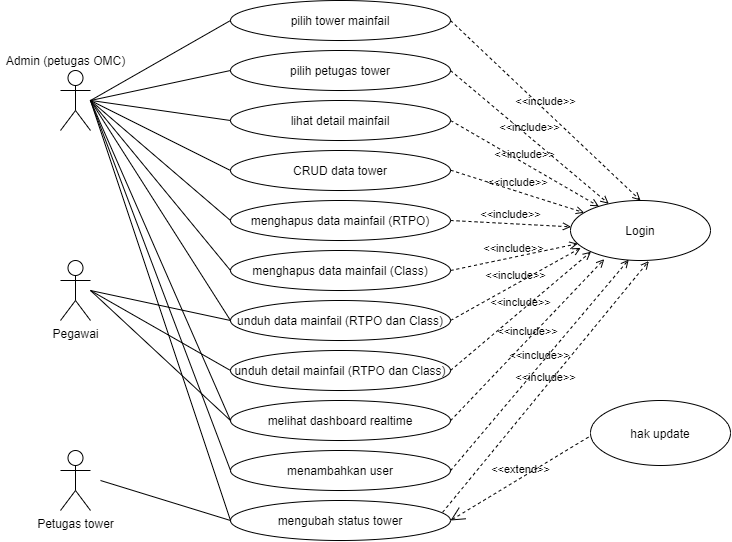 pilih tower mainfail
Admin (petugas OMC)
pilih petugas tower
<<include>>
lihat detail mainfail
<<include>>
<<include>>
CRUD data tower
<<include>>
menghapus data mainfail (RTPO)
<<include>>
Login
<<include>>
menghapus data mainfail (Class)
<<include>>
unduh data mainfail (RTPO dan Class)
<<include>>
Pegawai
<<include>>
unduh detail mainfail (RTPO dan Class)
<<include>>
<<include>>
melihat dashboard realtime
hak update
menambahkan user
<<extend>>
Petugas tower
mengubah status tower